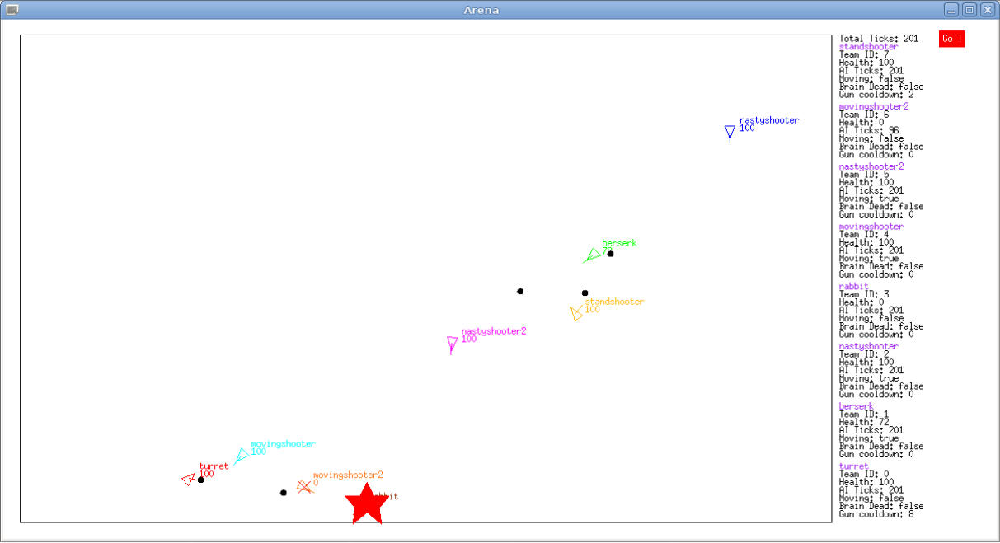 Arena
Total Ticks: 201
Go !
standshooter
Team ID: 7
Health: 100
AI Ticks: 201
Moving: false
Brain Dead: false
Gun cooldown: 2
movingshooter2
Team ID: 6
Health: 0
AI Ticks: 96
Moving: false
Brain Dead: false
Gun cooldown: 0
nastyshooter2
Team ID: 5
Health: 100
AI Ticks: 201
Moving: true
Brain Dead: false
Gun cooldown: 0
movingshooter
Team ID: 4
Health: 100
AI Ticks: 201
Moving: true
Brain Dead: false
Gun cooldown: 0
rabbit
Team ID: 3
Health: 0
AI Ticks: 201
Moving: false
Brain Dead: false
Gun cooldown: 0
nastyshooter
Team ID: 2
Health: 100
AI Ticks: 201
Moving: true
Brain Dead: false
Gun cooldown: 0
berserk
Team ID: 1
Health: 72
AI Ticks: 201
Moving: true
Brain Dead: false
Gun cooldown: 0
turret
Team ID: 0
Health: 100
AI Ticks: 201
Moving: false
Brain Dead: false
Gun cooldown: 8
nastyshooter
100
berserk
standshooter
100
nastyshooter2
100
movingshooter
100
turret
100
movingshooter2
0